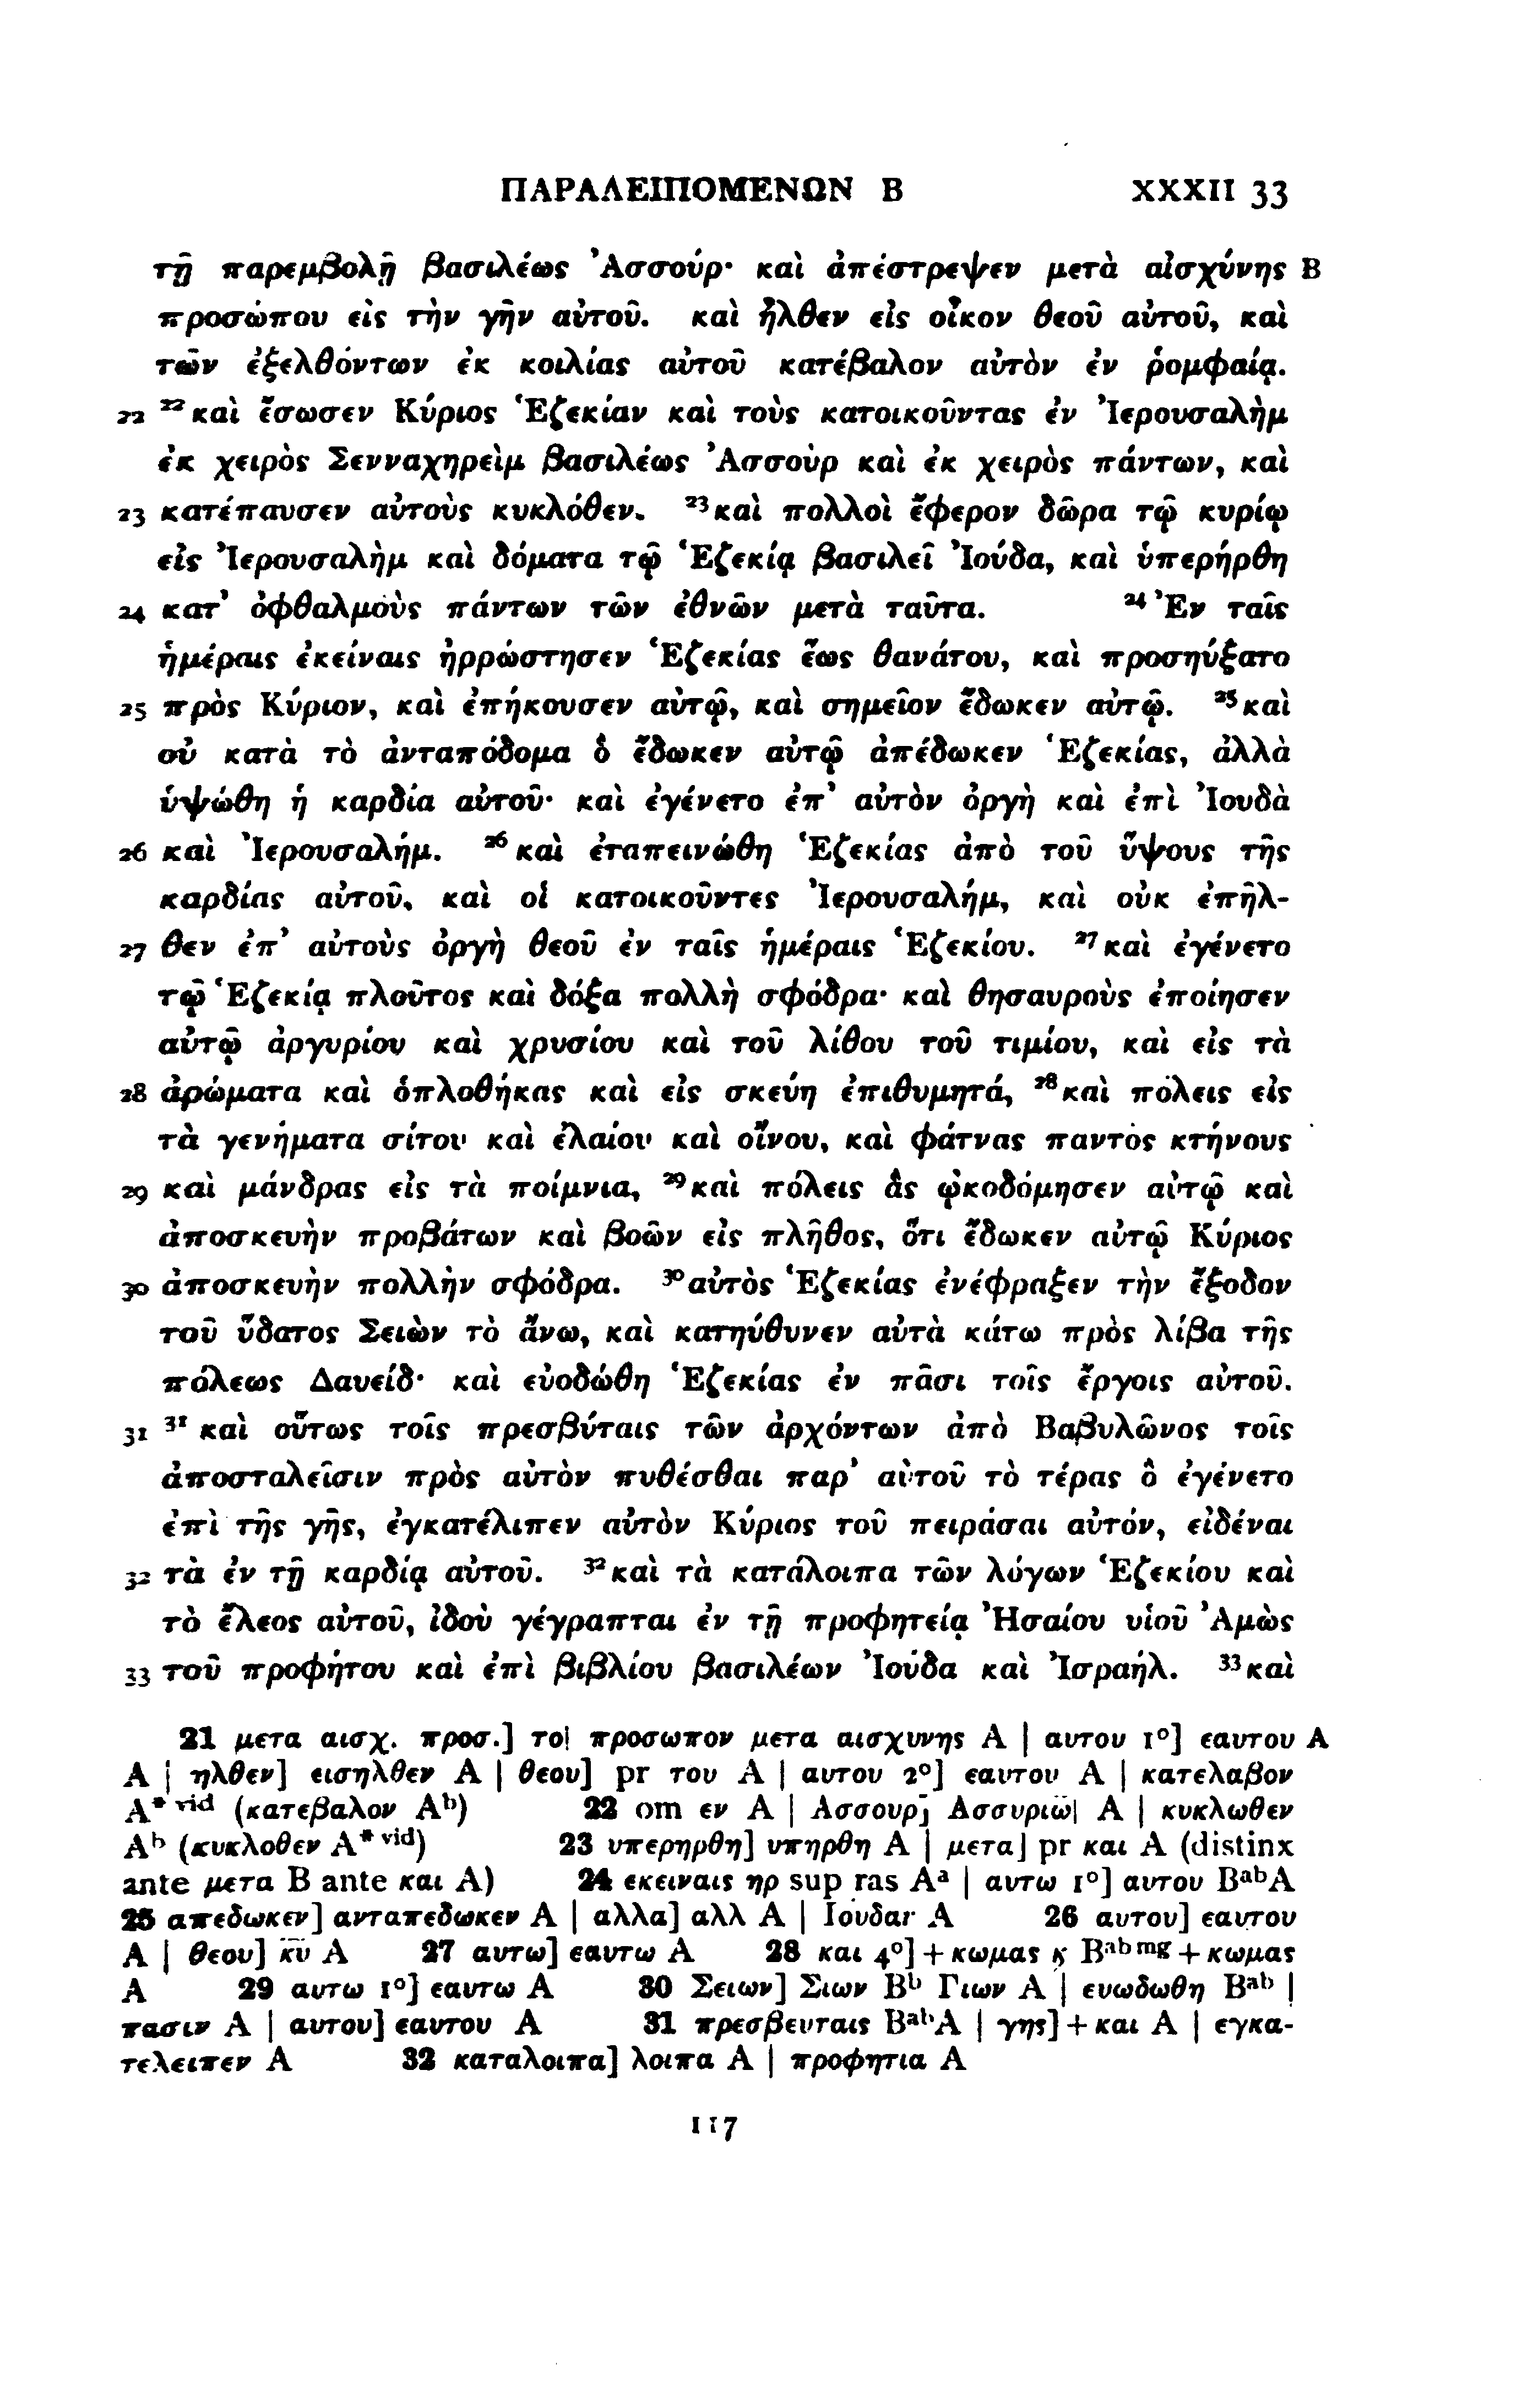 ΠΑΡΑΛΕΙΠΟΜΕΝΩΝ Β XXXII 33
τῇ παρεμβολῇ βασιλέως Ἀσσούρ· καὶ ἀπέστρεψεν μετὰ αἰσχύνης B
προσώπου εἰς τὴν γῆν αὐτοῦ. καὶ ἦλθεν εἰς οἶκον θεοῦ αὐτοῦ, καὶ
τῶν ἐξελθόντων ἐκ κοιλίας αὐτοῦ κατέβαλον αὐτὸν ἐν ῥομφαίᾳ.
22 ²²καὶ ἔσωσεν Κύριος Ἑζεκίαν καὶ τοὺς κατοικοῦντας ἐν Ἰερουσαλὴμ
ἐκ χειρὸς Σενναχηρεὶμ βασιλέως Ἀσσοὺρ καὶ ἐκ χειρὸς πάντων, καὶ
23 κατέπαυσεν αὐτοὺς κυκλόθεν. ²³καὶ πολλοὶ ἔφερον δῶρα τῷ κυρίῳ
εἰς Ἰερουσαλὴμ καὶ δόματα τῷ Ἑζεκίᾳ βασιλεῖ Ἰούδα, καὶ ὑπερήρθη
24 κατ’ ὀφθαλμοὺς πάντων τῶν ἐθνῶν μετὰ ταῦτα. ²⁴Ἐν ταῖς
ἡμέραις ἐκείναις ἠρρώστησεν Ἑζεκίας ἕως θανάτου, καὶ προσηύξατο
25 πρὸς Κύριον, καὶ ἐπήκουσεν αὐτῷ, καὶ σημεῖον ἔδωκεν αὐτῷ. ²⁵καὶ
οὐ κατὰ τὸ ἀνταπόδομα ὃ ἔδωκεν αὐτῷ ἀπέδωκεν Ἑζεκίας, ἀλλὰ
ὑψώθη ἡ καρδία αὐτοῦ· καὶ ἐγένετο ἐπ’ αὐτὸν ὀργὴ καὶ ἐπὶ Ἰουδὰ
26 καὶ Ἰερουσαλήμ. ²⁶καὶ ἐταπεινώθη Ἑζεκίας ἀπὸ τοῦ ὕψους τῆς
καρδίας αὐτοῦ, καὶ οἱ κατοικοῦντες Ἰερουσαλήμ, καὶ οὐκ ἐπῆλ-
27 θεν ἐπ’ αὐτοὺς ὀργὴ θεοῦ ἐν ταῖς ἡμέραις Ἑζεκίου. ²⁷καὶ ἐγένετο
τῷ Ἑζεκίᾳ πλοῦτος καὶ δόξα πολλὴ σφόδρα· καὶ θησαυροὺς ἐποίησεν
αὐτῷ ἀργυρίου καὶ χρυσίου καὶ τοῦ λίθου τοῦ τιμίου, καὶ εἰς τὰ
28 ἀρώματα καὶ ὁπλοθήκας καὶ εἰς σκεύη ἐπιθυμητά, ²⁸καὶ πόλεις εἰς
τὰ γενήματα σίτου καὶ ἐλαίου καὶ οἴνου, καὶ φάτνας παντὸς κτήνους
29 καὶ μάνδρας εἰς τὰ ποίμνια, ²⁹καὶ πόλεις ἃς ᾠκοδόμησεν αὐτῷ καὶ
ἀποσκευὴν προβάτων καὶ βοῶν εἰς πλῆθος, ὅτι ἔδωκεν αὐτῷ Κύριος
30 ἀποσκευὴν πολλὴν σφόδρα. ³⁰αὐτὸς Ἑζεκίας ἐνέφραξεν τὴν ἔξοδον
τοῦ ὕδατος Σειὼν τὸ ἄνω, καὶ κατηύθυνεν αὐτὰ κάτω πρὸς λίβα τῆς
πόλεως Δαυείδ· καὶ εὐοδώθη Ἑζεκίας ἐν πᾶσι τοῖς ἔργοις αὐτοῦ.
31 ³¹ καὶ οὕτως τοῖς πρεσβύταις τῶν ἀρχόντων ἀπὸ Βαβυλῶνος τοῖς
ἀποσταλεῖσιν πρὸς αὐτὸν πυθέσθαι παρ’ αὐτοῦ τὸ τέρας ὃ ἐγένετο
ἐπὶ τῆς γῆς, ἐγκατέλιπεν αὐτὸν Κύριος τοῦ πειράσαι αὐτόν, εἰδέναι
32 τὰ ἐν τῇ καρδίᾳ αὐτοῦ. ³²καὶ τὰ κατάλοιπα τῶν λόγων Ἑζεκίου καὶ
τὸ ἔλεος αὐτοῦ, ἰδοὺ γέγραπται ἐν τῇ προφητείᾳ Ἡσαίου υἱοῦ Ἀμὼς
33 τοῦ προφήτου καὶ ἐπὶ βιβλίου βασιλέων Ἰούδα καὶ Ἰσραήλ. ³³καὶ
21 μετα αισχ. προσ.] το| προσωπον μετα αισχυνης A | αυτου 1°] εαυτου A
A | ηλθεν] εισηλθεν A | θεου] pr του A | αυτου 2°] εαυτου A | κατελαβον
A* ᵛⁱᵈ (κατεβαλον Aᵇ) 22 om εν A | Ασσουρ] Ασσυριω̅| A | κυκλωθεν
Aᵇ (κυκλοθεν A* ᵛⁱᵈ) 23 υπερηρθη] υπηρθη A | μετα] pr και A (distinx
ante μετα B ante και A) 24 εκειναις ηρ sup ras Aᵃ | αυτω 1°] αυτου BᵃᵇA
25 απεδωκεν] ανταπεδωκεν A | αλλα] αλλ A | Ιουδαν A 26 αυτου] εαυτου
A | θεου] κ̅υ̅ A 27 αυτω] εαυτω A 28 και 4°] + κωμας ϗ Bᵃᵇ ᵐᵍ + κωμας
A 29 αυτω 1°] εαυτω A 30 Σειων] Σιων Bᵇ Γιων A | ευωδωθη Bᵃᵇ |
πασιν A | αυτου] εαυτου A 31 πρεσβευταις BᵃᵇA | γης] + και A | εγκα-
τελειπεν A 32 καταλοιπα] λοιπα A | προφητια A
117